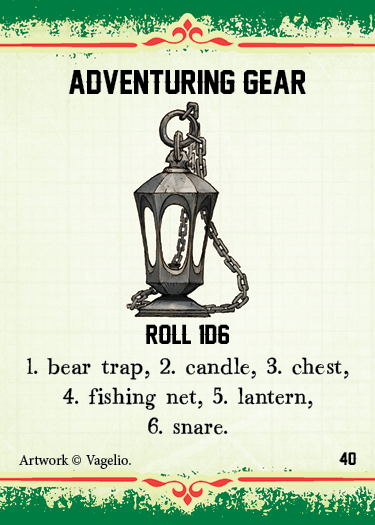 ADVENTURING GEAR
ROLL 1D6
1. bear trap, 2. candle, 3. chest,
4. fishing net, 5. lantern,
6. snare.
Artwork © Vagelio.
40